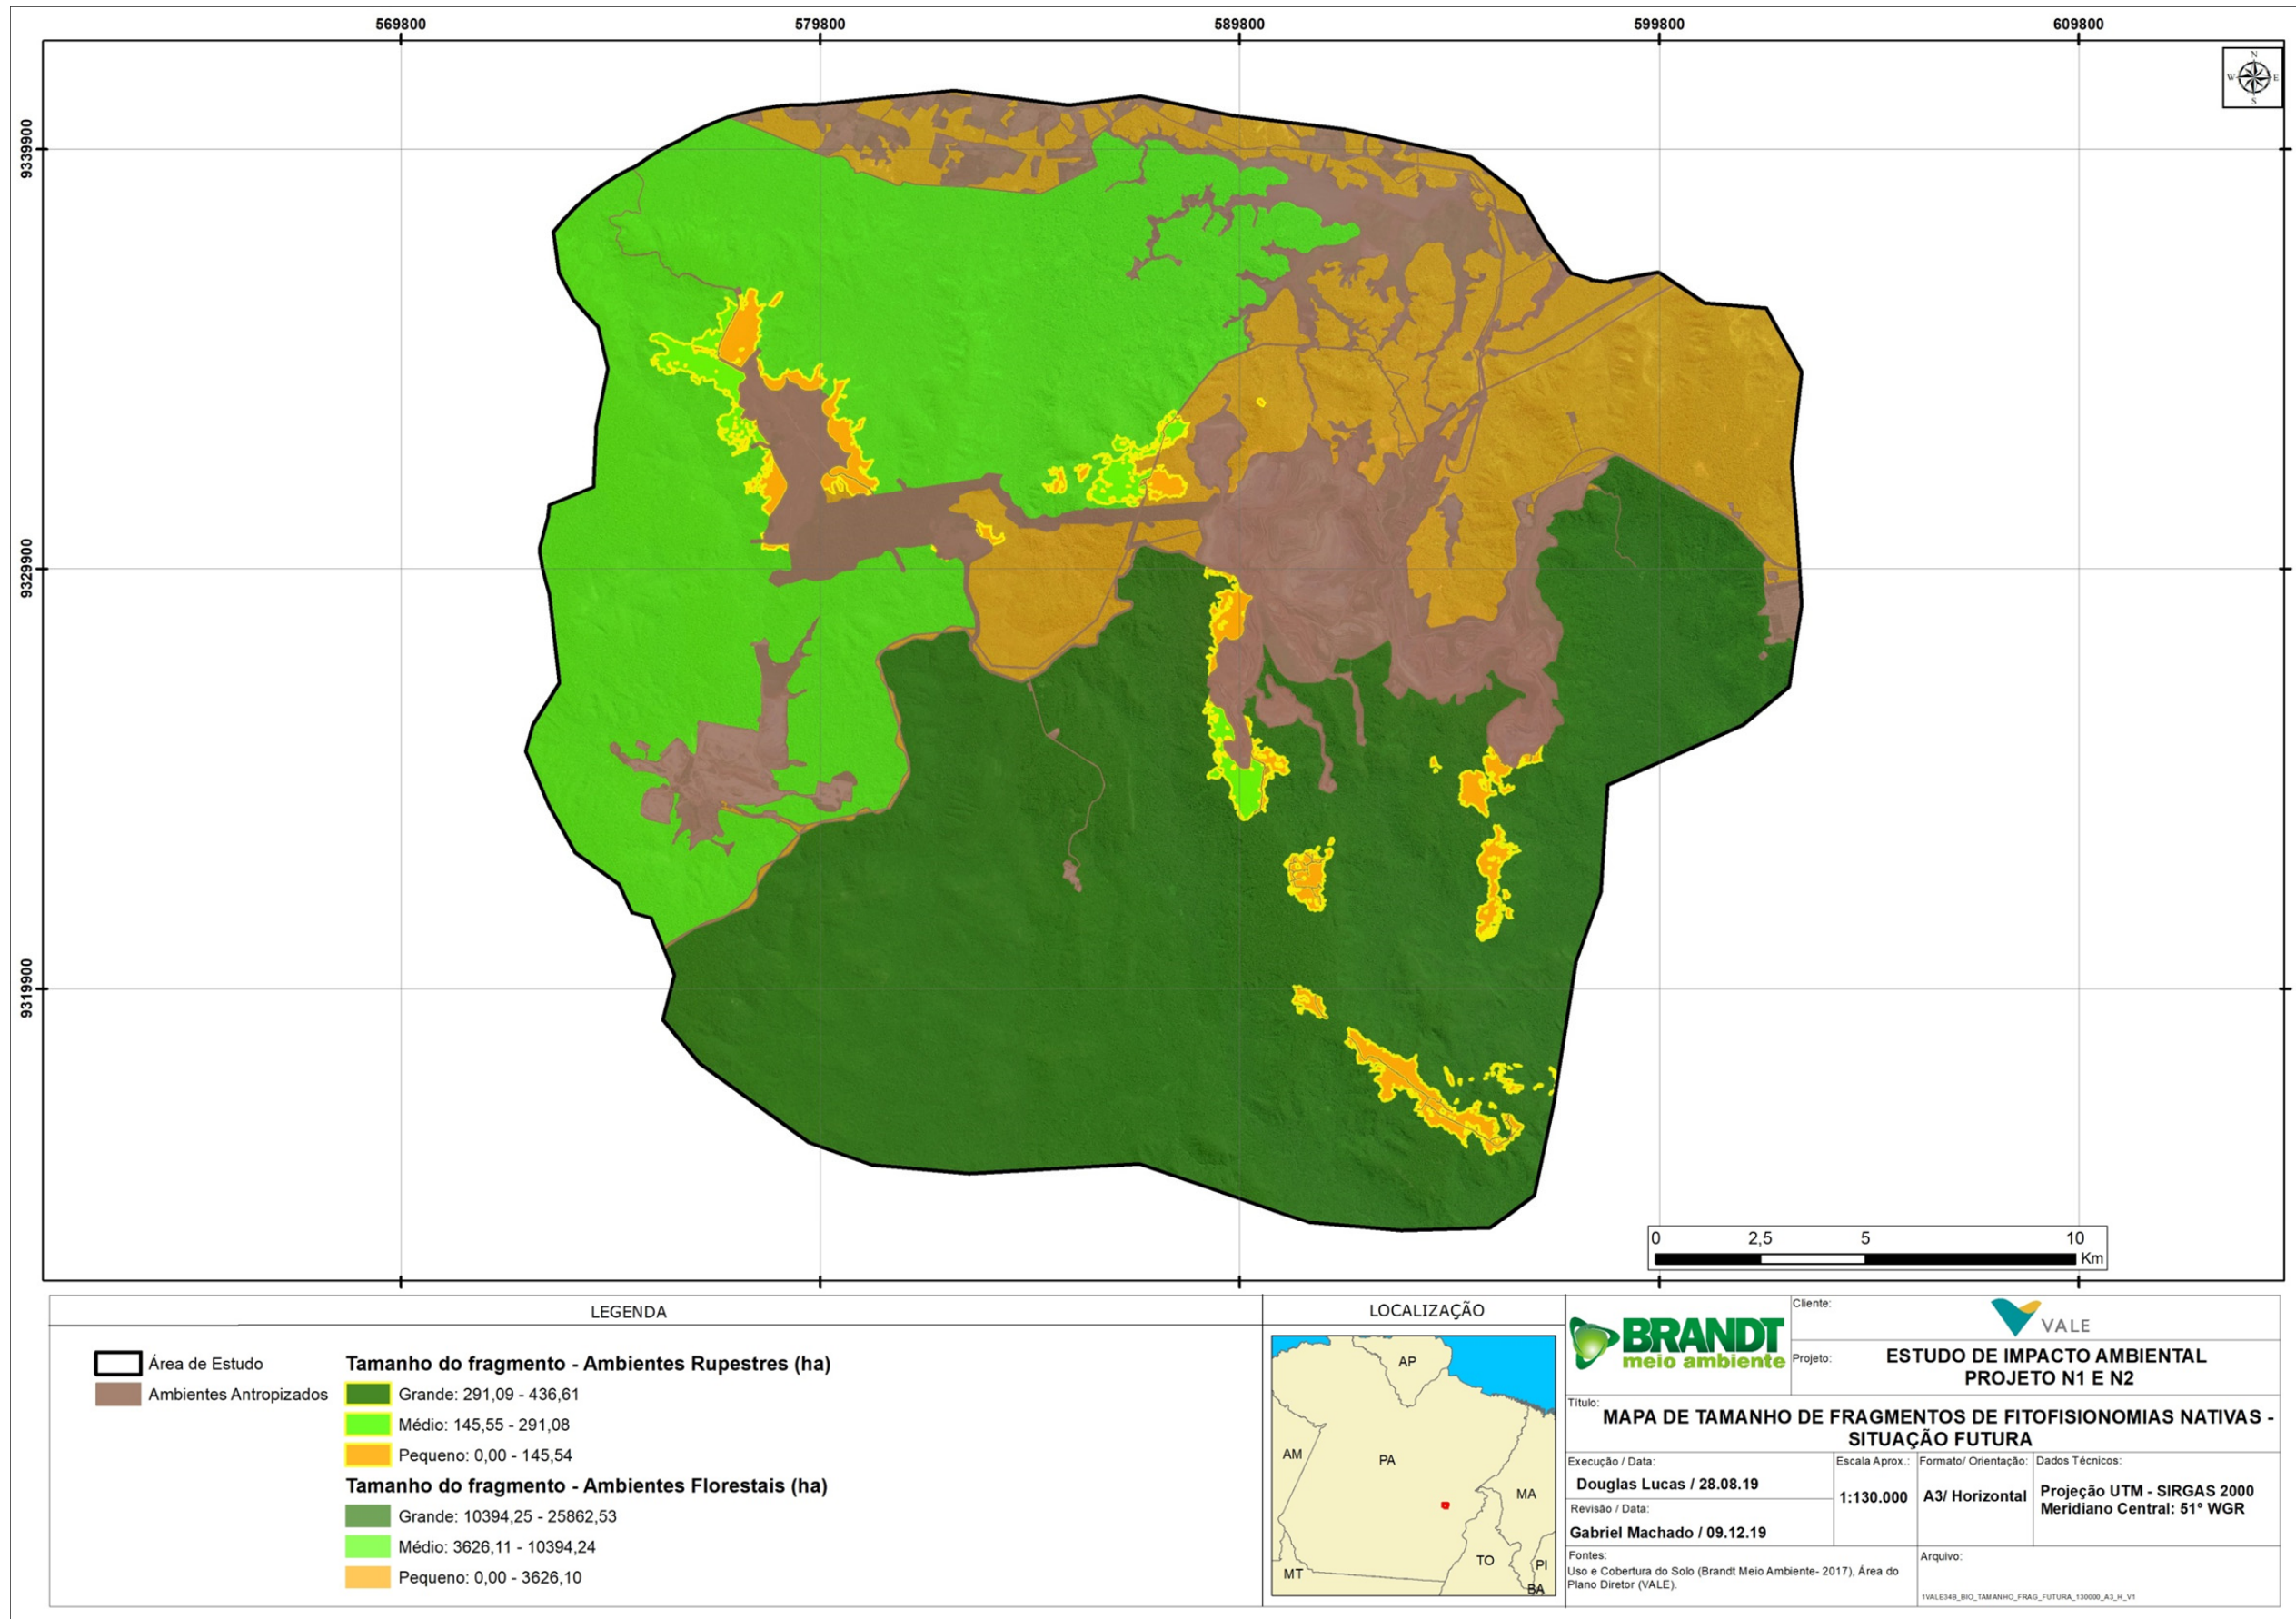 569800
579800
589800
599800
609800
N
W
E
S
9339900
9329900
9319900
0
2,5
5
10
Km
LEGENDA
Área de Estudo
Ambientes Antropizados
Tamanho do fragmento - Ambientes Rupestres (ha)
Grande: 291,09 - 436,61
Médio: 145,55 - 291,08
Pequeno: 0,00 - 145,54
Tamanho do fragmento - Ambientes Florestais (ha)
Grande: 10394,25 - 25862,53
Médio: 3626,11 - 10394,24
Pequeno: 0,00 - 3626,10
LOCALIZAÇÃO
AP
AM
PA
MA
TO
PI
MT
BA
BRANDT
meio ambiente
Cliente:
VALE
Projeto:
ESTUDO DE IMPACTO AMBIENTAL
PROJETO N1 E N2
Título:
MAPA DE TAMANHO DE FRAGMENTOS DE FITOFISIONOMIAS NATIVAS -
SITUAÇÃO FUTURA
Execução / Data:
Douglas Lucas / 28.08.19
Revisão / Data:
Gabriel Machado / 09.12.19
Escala Aprox.:
1:130.000
Formato/ Orientação:
A3/ Horizontal
Dados Técnicos:
Projeção UTM - SIRGAS 2000
Meridiano Central: 51° WGR
Fontes:
Uso e Cobertura do Solo (Brandt Meio Ambiente- 2017), Área do
Plano Diretor (VALE).
Arquivo:
1VALE34B_BIO_TAMANHO_FRAG_FUTURA_130000_A3_H_V1